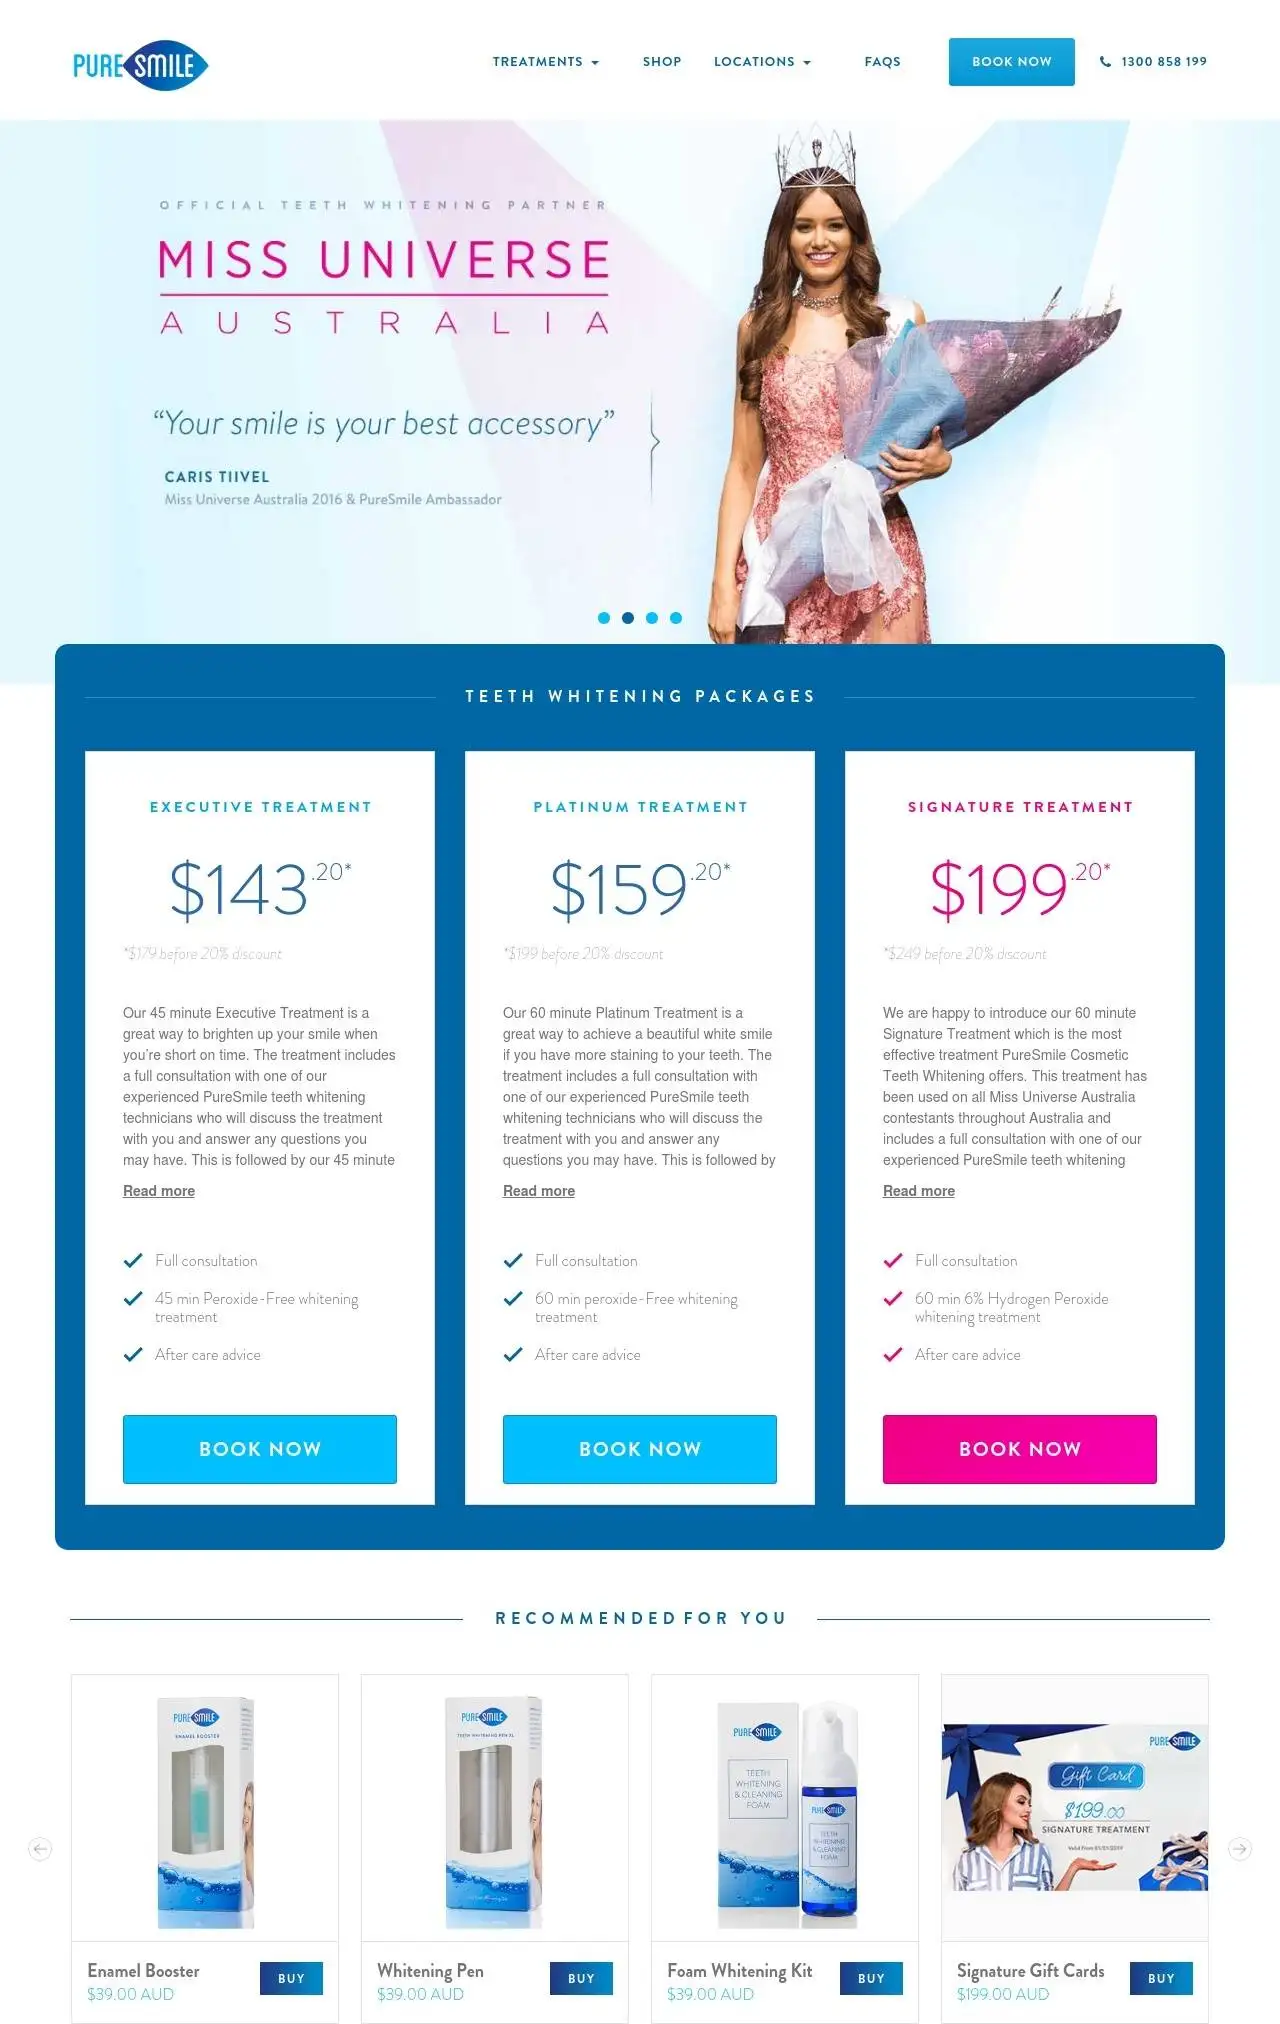 PURE SMILE
TREATMENTS
SHOP
LOCATIONS
FAQS
BOOK NOW
1300 858 199
OFFICIAL TEETH WHITENING PARTNER
MISS UNIVERSE
AUSTRALIA
“Your smile is your best accessory”
CARIS TIIVEL
Miss Universe Australia 2016 & PureSmile Ambassador
TEETH WHITENING PACKAGES
EXECUTIVE TREATMENT
$143.20*
*$179 before 20% discount
Our 45 minute Executive Treatment is a
great way to brighten up your smile when
you’re short on time. The treatment includes
a full consultation with one of our
experienced PureSmile teeth whitening
technicians who will discuss the treatment
with you and answer any questions you
may have. This is followed by our 45 minute
Read more
Full consultation
45 min Peroxide-Free whitening
treatment
After care advice
BOOK NOW
PLATINUM TREATMENT
$159.20*
*$199 before 20% discount
Our 60 minute Platinum Treatment is a
great way to achieve a beautiful white smile
if you have more staining to your teeth. The
treatment includes a full consultation with
one of our experienced PureSmile teeth
whitening technicians who will discuss the
treatment with you and answer any
questions you may have. This is followed by
Read more
Full consultation
60 min peroxide-Free whitening
treatment
After care advice
BOOK NOW
SIGNATURE TREATMENT
$199.20*
*$249 before 20% discount
We are happy to introduce our 60 minute
Signature Treatment which is the most
effective treatment PureSmile Cosmetic
Teeth Whitening offers. This treatment has
been used on all Miss Universe Australia
contestants throughout Australia and
includes a full consultation with one of our
experienced PureSmile teeth whitening
Read more
Full consultation
60 min 6% Hydrogen Peroxide
whitening treatment
After care advice
BOOK NOW
RECOMMENDED FOR YOU
PURE SMILE
ENAMEL BOOSTER
Enamel Booster
$39.00 AUD
BUY
PURE SMILE
TEETH WHITENING PEN XL
Whitening Pen
$39.00 AUD
BUY
PURE SMILE
TEETH
WHITENING
& CLEANING
FOAM
PURE SMILE
TEETH
WHITENING
& CLEANING
FOAM
Foam Whitening Kit
$39.00 AUD
BUY
PURE SMILE
Gift Card
$199.00
SIGNATURE TREATMENT
Signature Gift Cards
$199.00 AUD
BUY